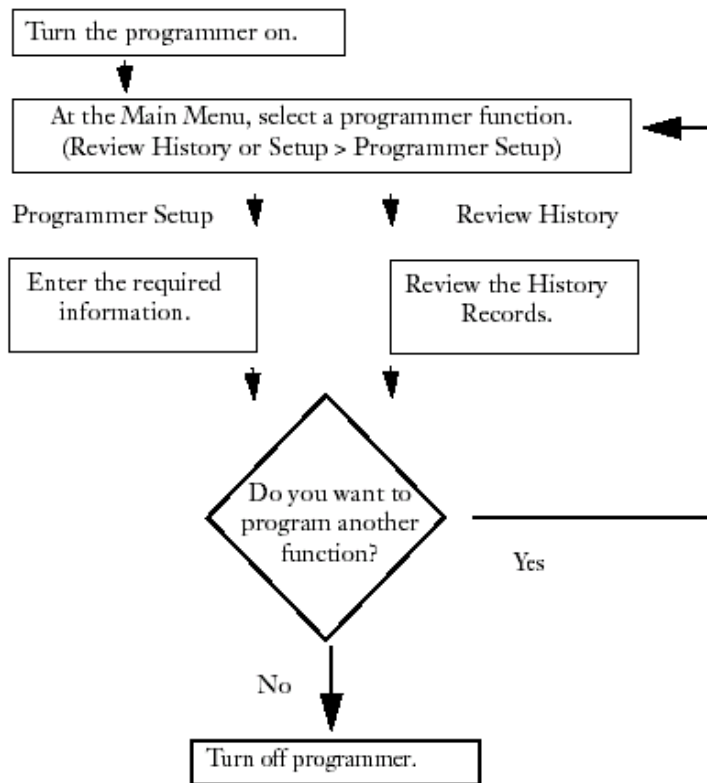 Turn the programmer on.
At the Main Menu, select a programmer function.
(Review History or Setup > Programmer Setup)
Programmer Setup
Review History
Enter the required
information.
Review the History
Records.
Do you want to
program another
function?
Yes
No
Turn off programmer.